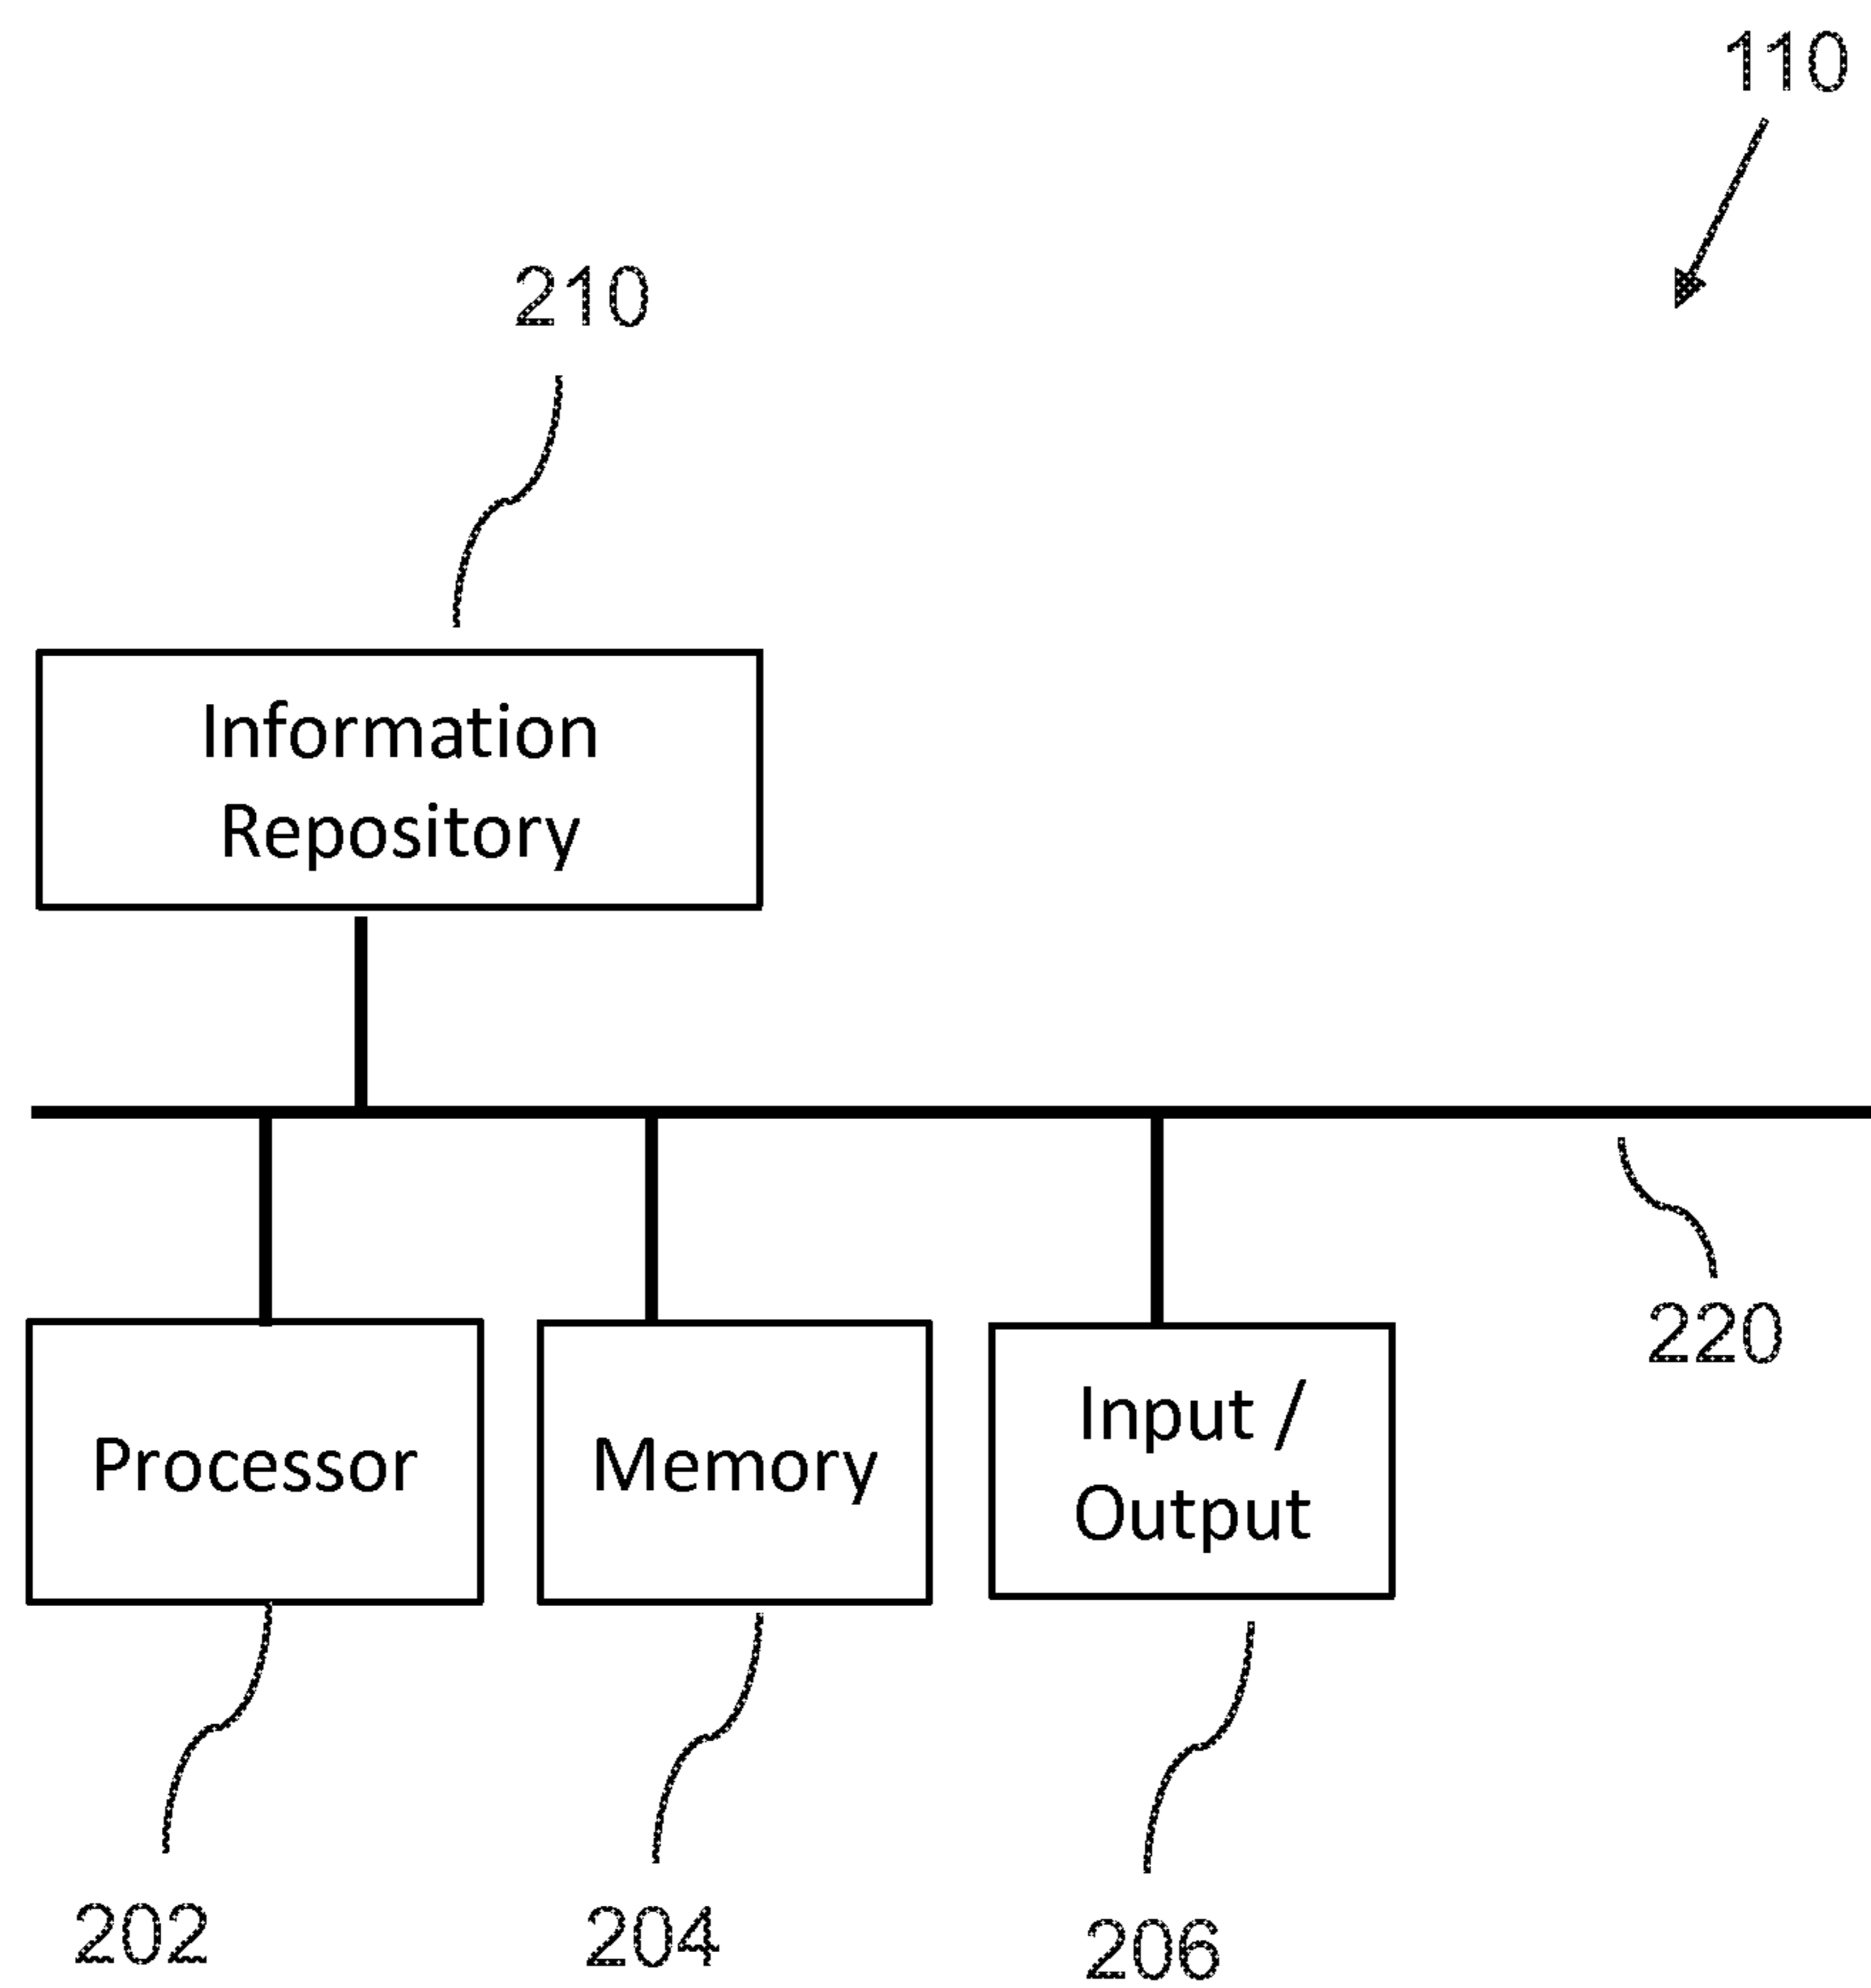 110
210
Information
Repository
220
Processor
Memory
Input /
Output
202
204
206